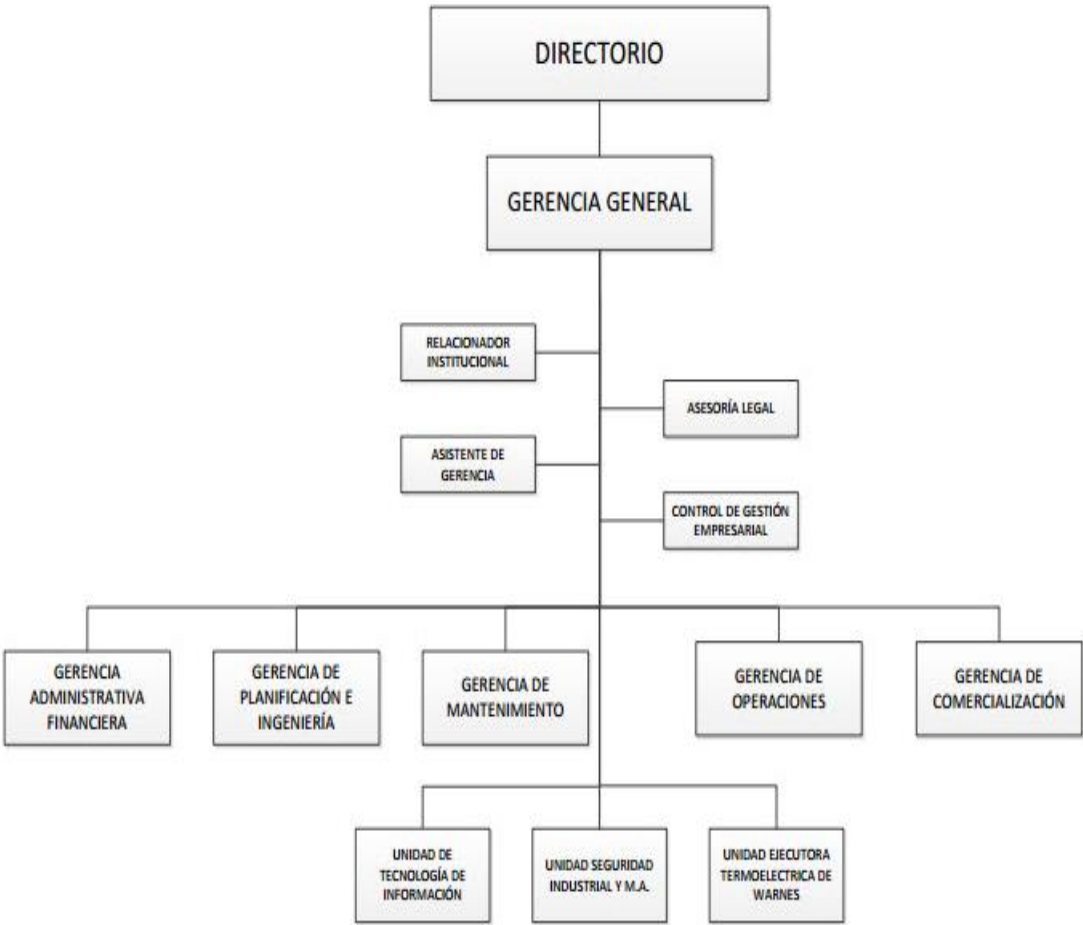 DIRECTORIO
GERENCIA GENERAL
RELACIONADOR
INSTITUCIONAL
ASESORÍA LEGAL
ASISTENTE DE
GERENCIA
CONTROL DE GESTIÓN
EMPRESARIAL
GERENCIA
ADMINISTRATIVA
FINANCIERA
GERENCIA DE
PLANIFICACIÓN E
INGENIERÍA
GERENCIA DE
MANTENIMIENTO
GERENCIA DE
OPERACIONES
GERENCIA DE
COMERCIALIZACIÓN
UNIDAD DE
TECNOLOGÍA DE
INFORMACIÓN
UNIDAD SEGURIDAD
INDUSTRIAL Y M.A.
UNIDAD EJECUTORA
TERMOELECTRICA DE
WARNES